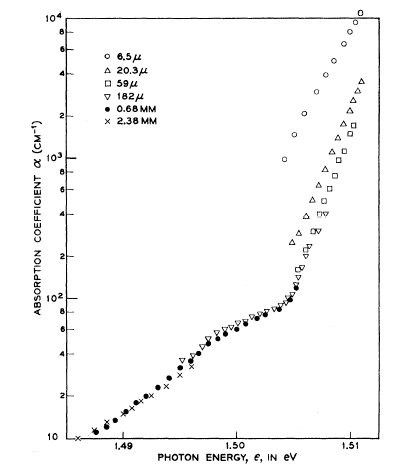 10⁴
8
6
4
2
10³
8
6
4
2
10²
8
6
4
2
10
○ 6.5μ
△ 20.3μ
□ 59μ
▽ 182μ
● 0.68 MM
× 2.38 MM
ABSORPTION COEFFICIENT α (CM⁻¹)
1.49 1.50 1.51
PHOTON ENERGY, ϵ, IN eV